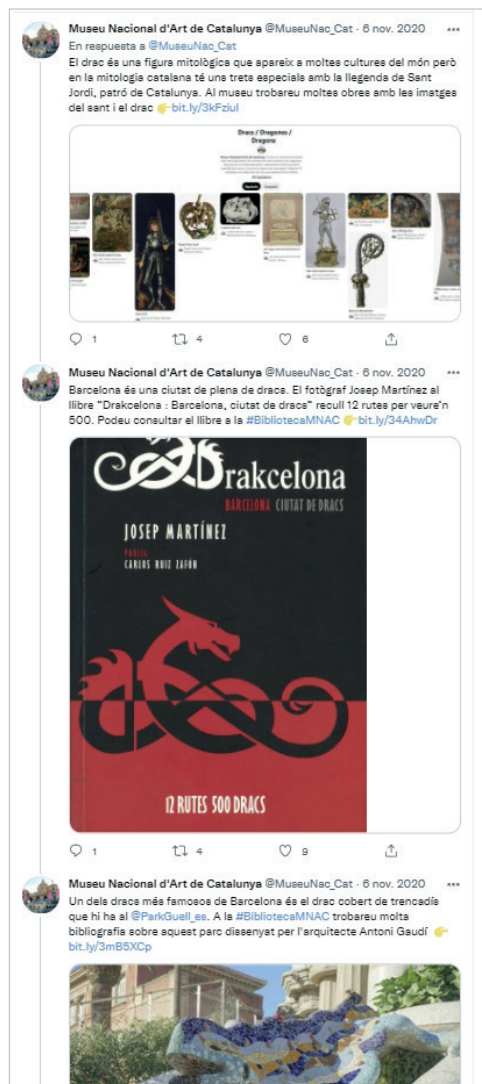 Museu Nacional d'Art de Catalunya @MuseuNac_Cat · 6 nov. 2020
En respuesta a @MuseuNac_Cat
El drac és una figura mitològica que apareix a moltes cultures del món però
en la mitologia catalana té uns trets especials amb la llegenda de Sant
Jordi, patró de Catalunya. Al museu trobareu moltes obres amb les imatges
del sant i el drac 👉bit.ly/3kFziuI
Dracs / Dragones /
Dragons
1 4 6
Museu Nacional d'Art de Catalunya @MuseuNac_Cat · 6 nov. 2020
Barcelona és una ciutat de plena de dracs. El fotògraf Josep Martínez al
llibre "Drakcelona : Barcelona, ciutat de dracs" recull 12 rutes per veure'n
500. Podeu consultar el llibre a la #BibliotecaMNAC 👉bit.ly/34AhwDr
Drakcelona
BARCELONA CIUTAT DE DRACS
JOSEP MARTÍNEZ
PRÒLEG
CARLOS RUIZ ZAFÓN
12 RUTES 500 DRACS
1 4 9
Museu Nacional d'Art de Catalunya @MuseuNac_Cat · 6 nov. 2020
Un dels dracs més famosos de Barcelona és el drac cobert de trencadís
que hi ha al @ParkGuell_es. A la #BibliotecaMNAC trobareu molta
bibliografia sobre aquest parc dissenyat per l'arquitecte Antoni Gaudí 👉
bit.ly/3mB5XCp